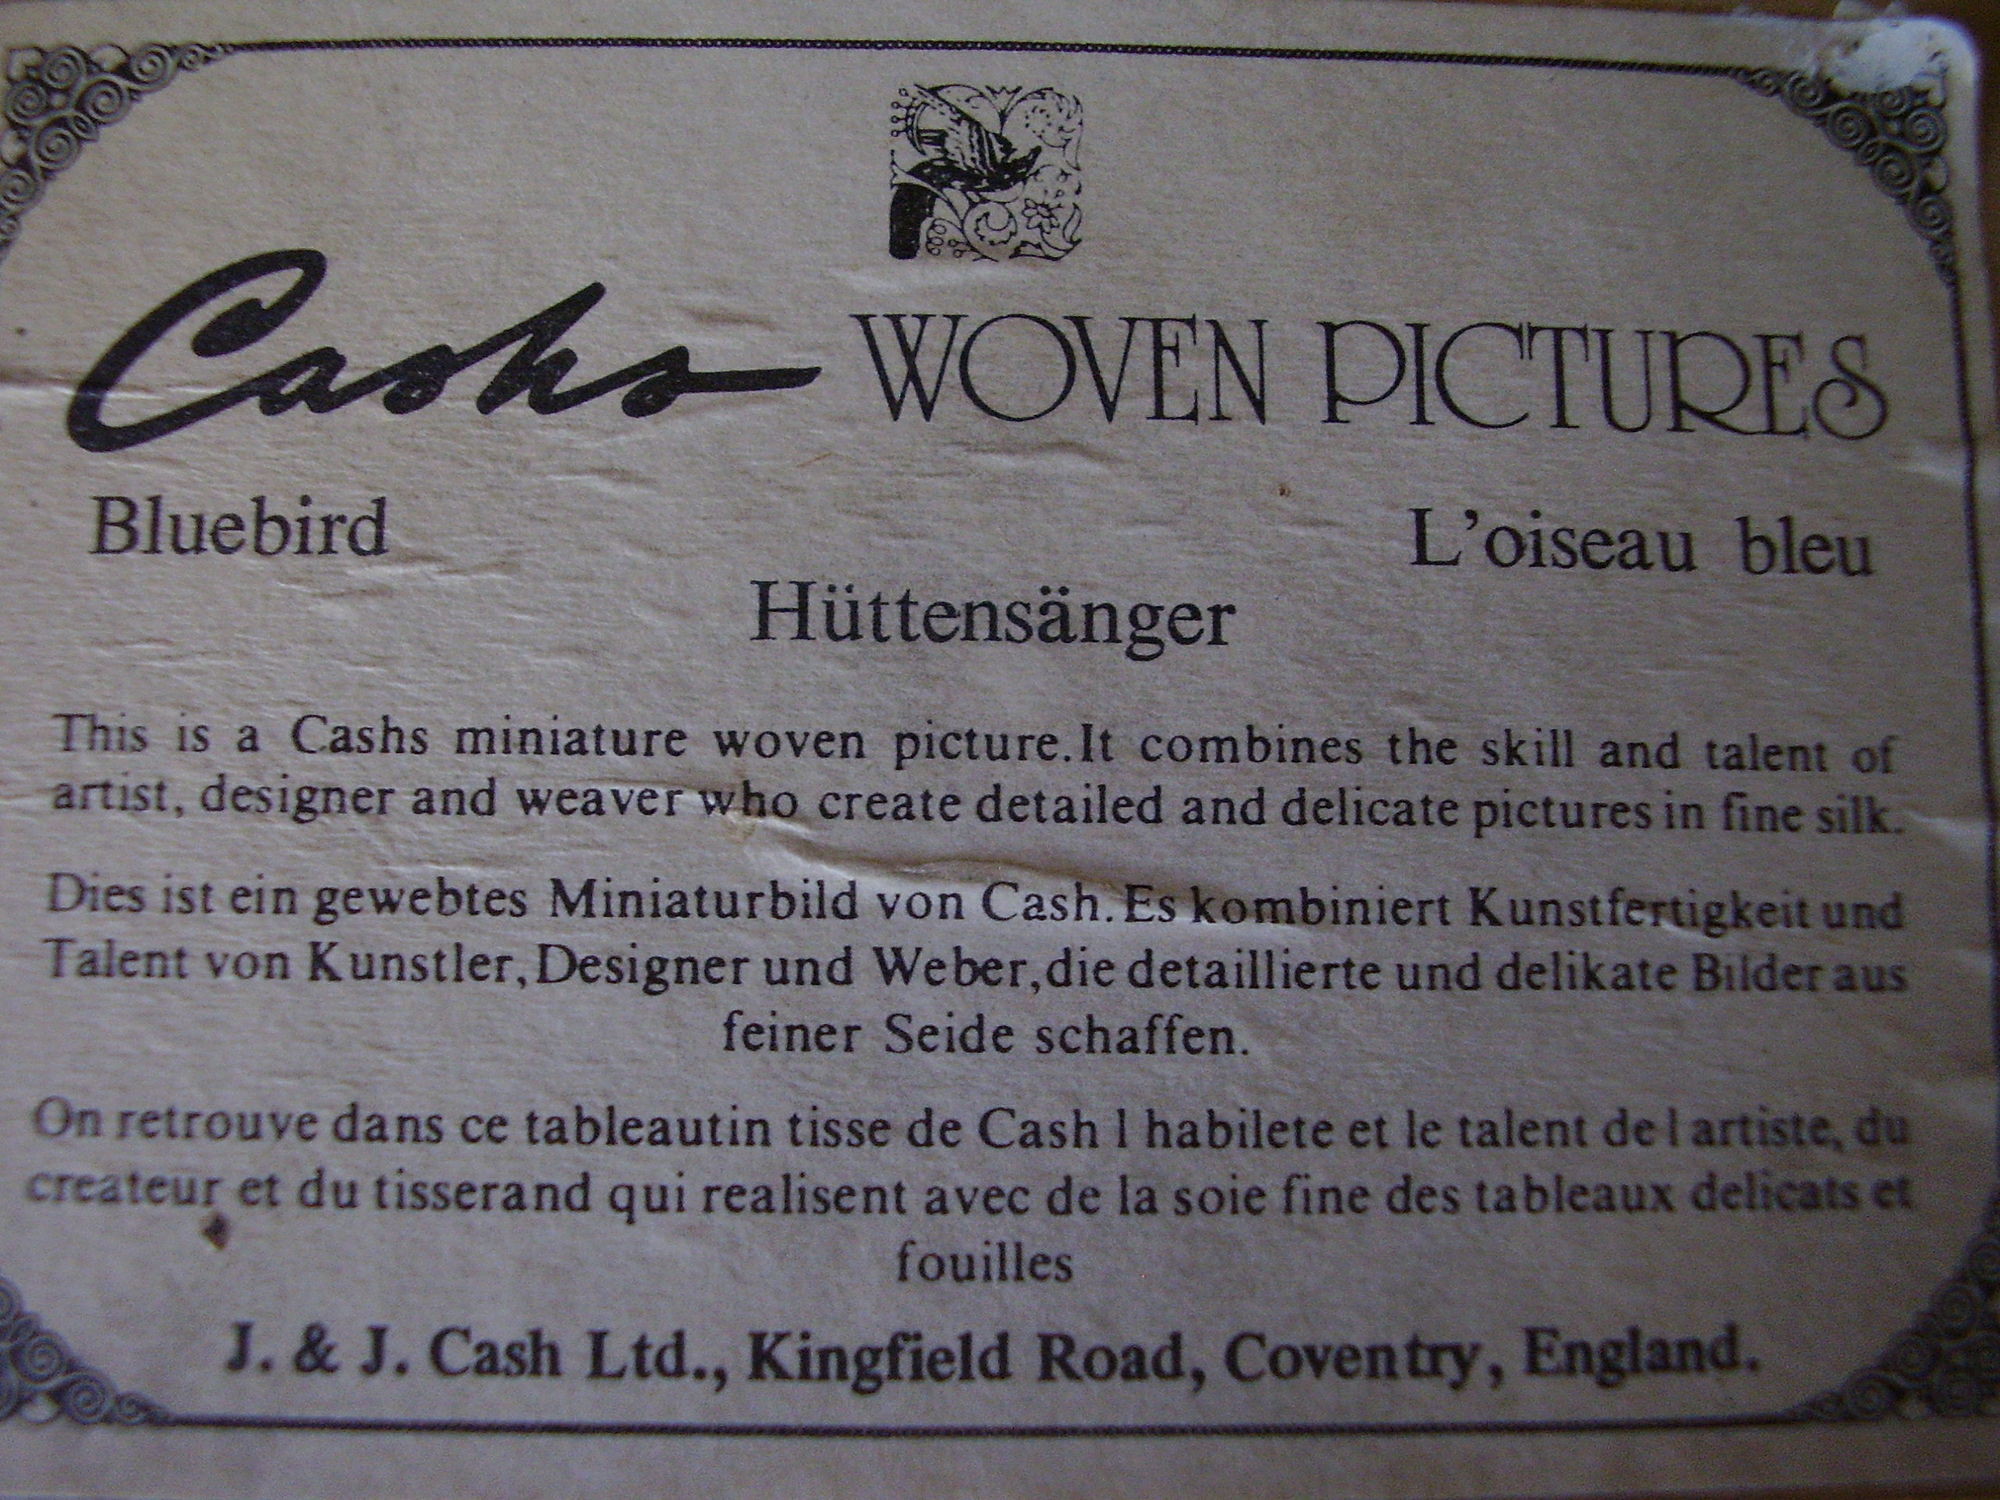 Cashs WOVEN PICTURES
Bluebird L'oiseau bleu
Hüttensänger
This is a Cashs miniature woven picture. It combines the skill and talent of
artist, designer and weaver who create detailed and delicate pictures in fine silk.
Dies ist ein gewebtes Miniaturbild von Cash. Es kombiniert Kunstfertigkeit und
Talent von Kunstler, Designer und Weber, die detaillierte und delikate Bilder aus
feiner Seide schaffen.
On retrouve dans ce tableautin tisse de Cash l habilete et le talent de l artiste, du
createur et du tisserand qui realisent avec de la soie fine des tableaux delicats et
fouilles
J. & J. Cash Ltd., Kingfield Road, Coventry, England.